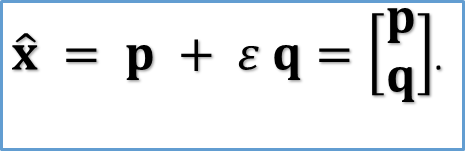 x̂ = p + ε q = [p q].